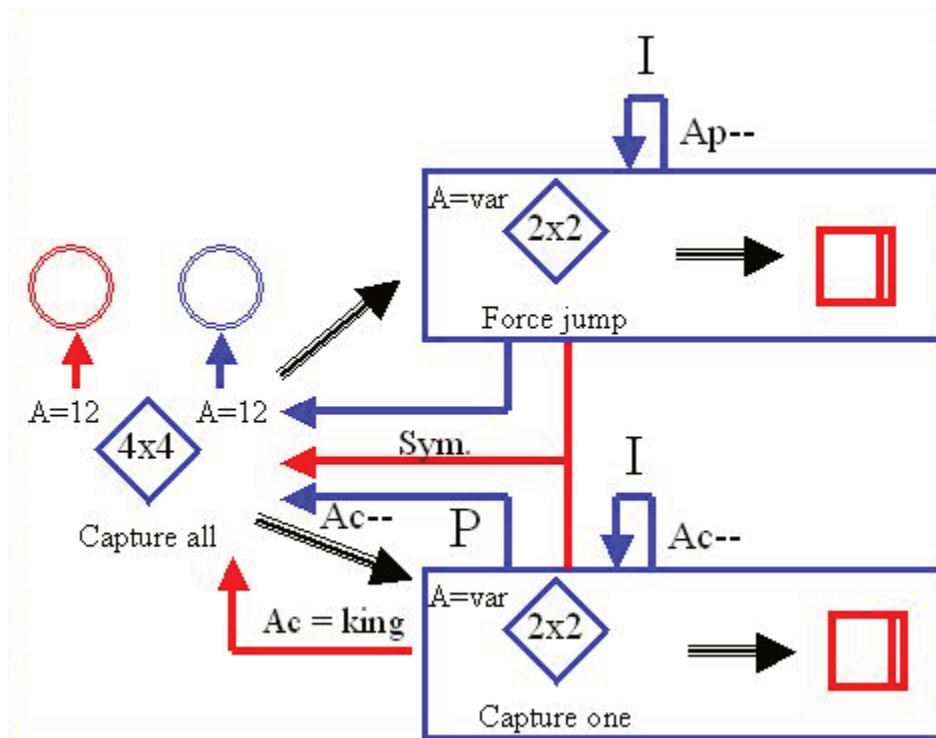 I
Ap--
A=var
2x2
Force jump
A=12
A=12
4x4
Sym.
I
Capture all
Ac--
P
Ac--
A=var
Ac = king
2x2
Capture one